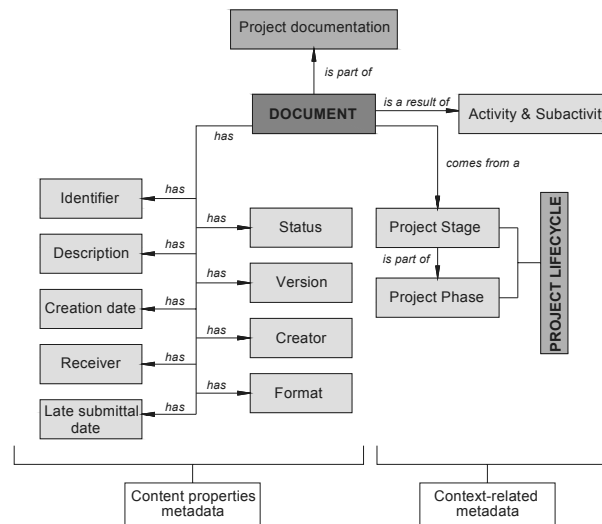 Project documentation
is part of
DOCUMENT
is a result of
Activity & Subactivit
has
comes from a
Identifier
has
has
Status
Project Stage
Description
has
is part of
has
Version
Project Phase
PROJECT LIFECYCLE
Creation date
has
has
Creator
Receiver
has
has
Format
Late submittal
date
has
Content properties
metadata
Context-related
metadata